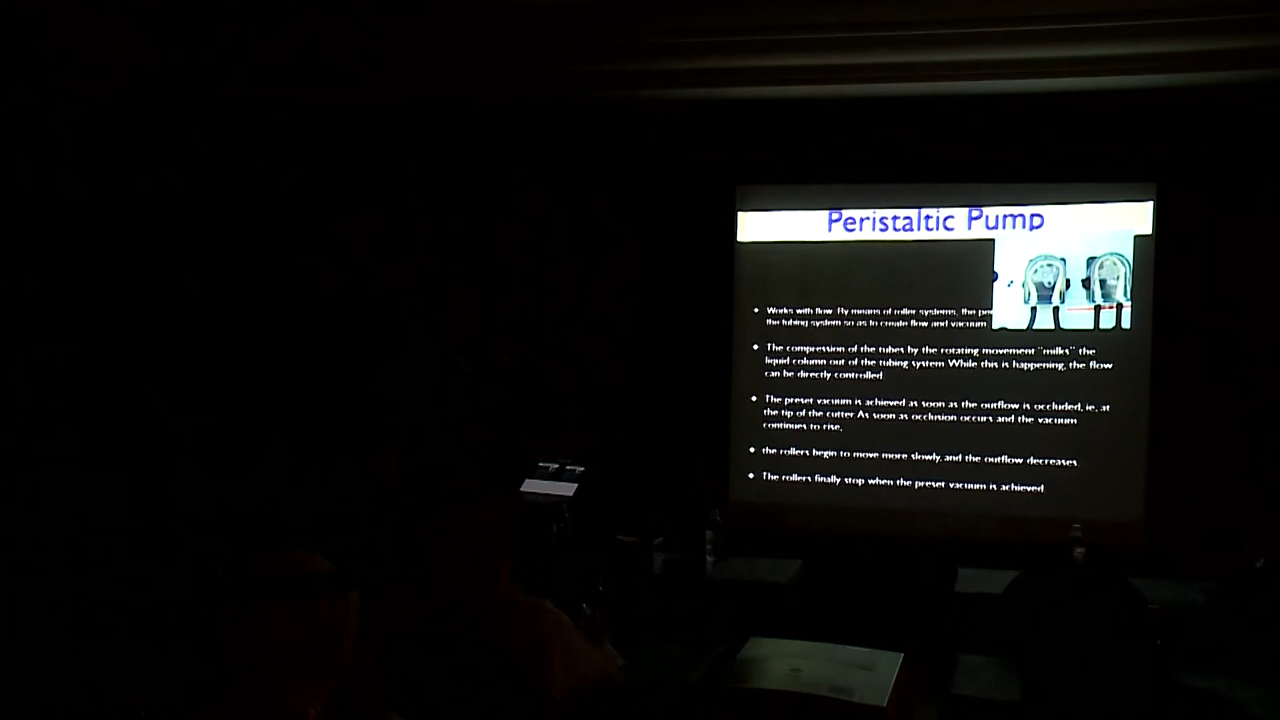 Peristaltic Pump
Works with flow. By means of roller systems, the
the tubing system so as to create flow and vacuum
The compression of the tubes by the rotating movement "milks" the
liquid column out of the tubing system. While this is happening, the flow
can be directly controlled.
The preset vacuum is achieved as soon as the outflow is occluded, ie, at
the tip of the cutter. As soon as occlusion occurs and the vacuum
continues to rise,
the rollers begin to move more slowly, and the outflow decreases.
The rollers finally stop when the preset vacuum is achieved.